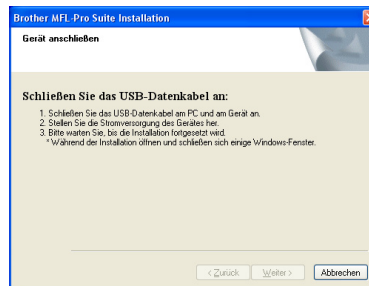 Brother MFL-Pro Suite Installation
Gerät anschließen
Schließen Sie das USB-Datenkabel an:
1. Schließen Sie das USB-Datenkabel am PC und am Gerät an.
2. Stellen Sie die Stromversorgung des Gerätes her.
3. Bitte warten Sie, bis die Installation fortgesetzt wird.
* Während der Installation öffnen und schließen sich einige Windows-Fenster.
< Zurück Weiter > Abbrechen